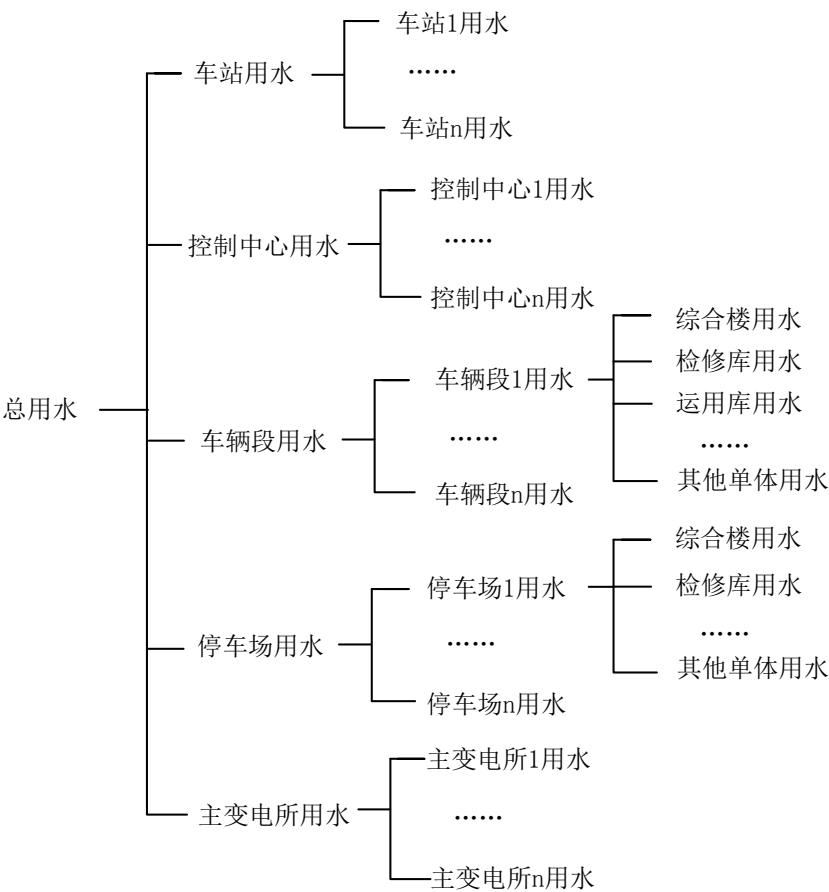 车站1用水
车站用水
……
车站n用水
控制中心1用水
控制中心用水
……
控制中心n用水
综合楼用水
检修库用水
车辆段1用水
运用库用水
总用水
……
车辆段用水
……
其他单体用水
车辆段n用水
综合楼用水
停车场1用水
检修库用水
……
停车场用水
……
其他单体用水
停车场n用水
主变电所1用水
主变电所用水
……
主变电所n用水